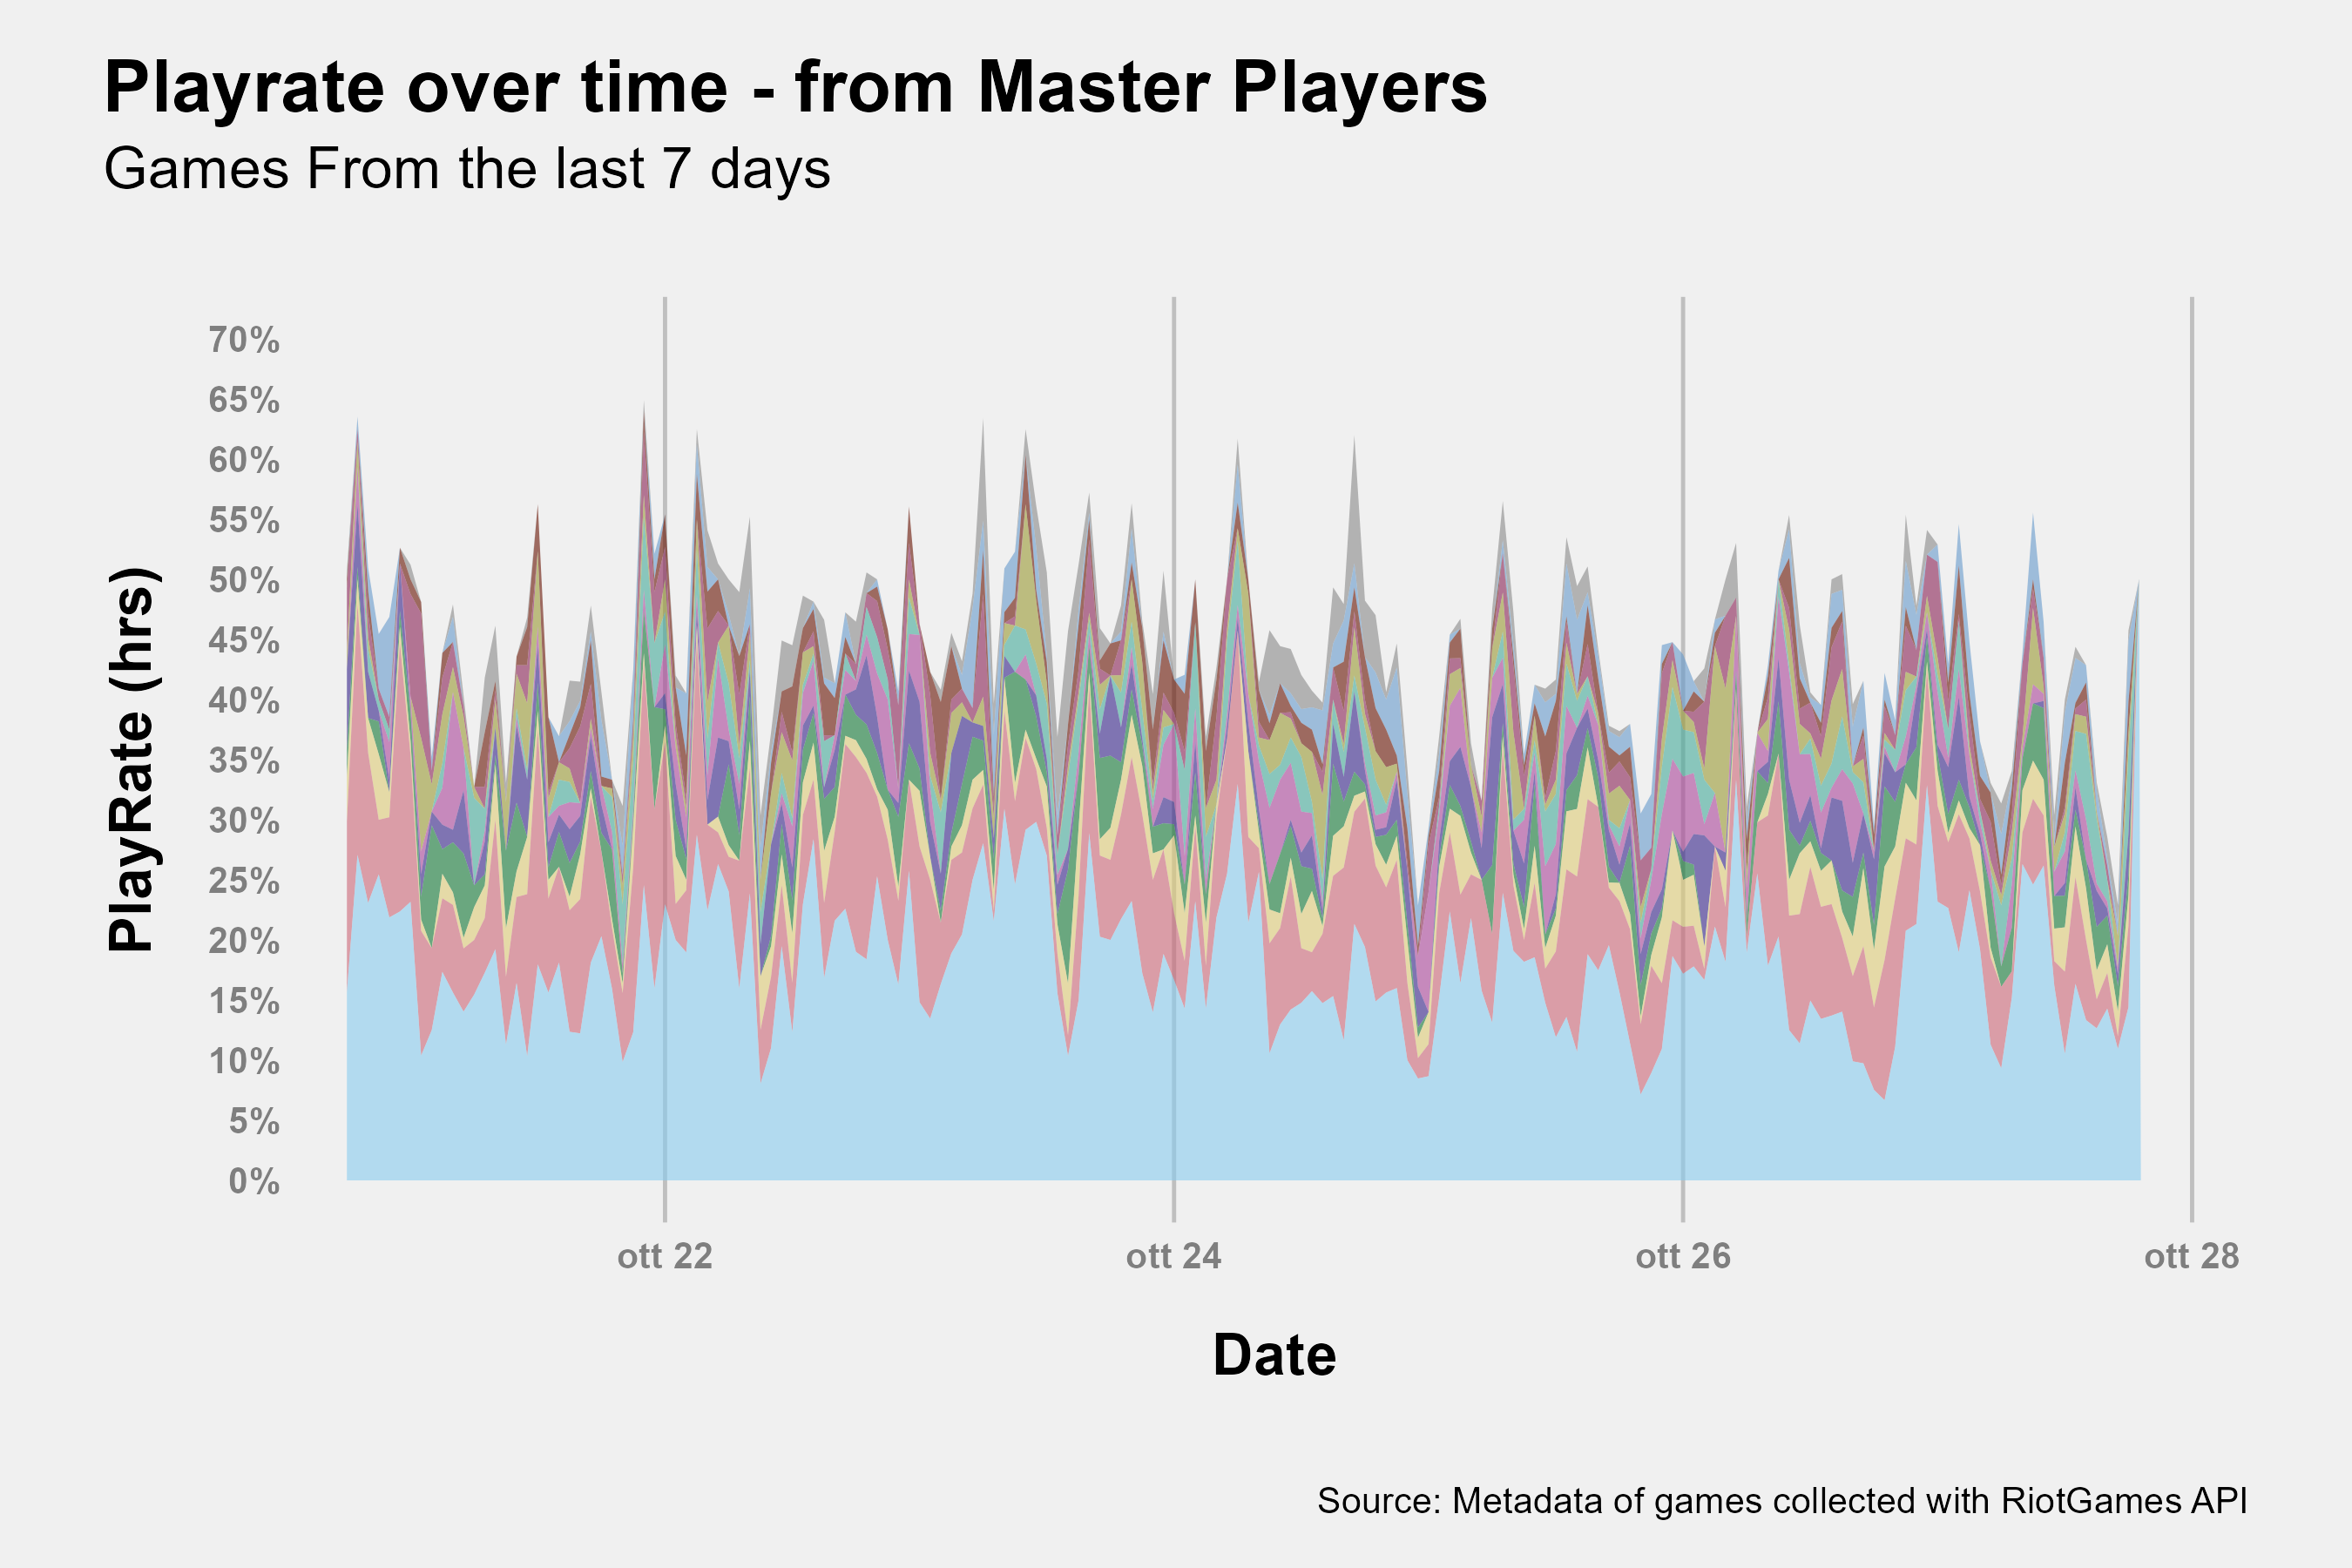 Playrate over time - from Master Players
Games From the last 7 days
70%
65%
60%
55%
50%
45%
40%
35%
30%
25%
20%
15%
10%
5%
0%
PlayRate (hrs)
ott 22
ott 24
ott 26
ott 28
Date
Source: Metadata of games collected with RiotGames API